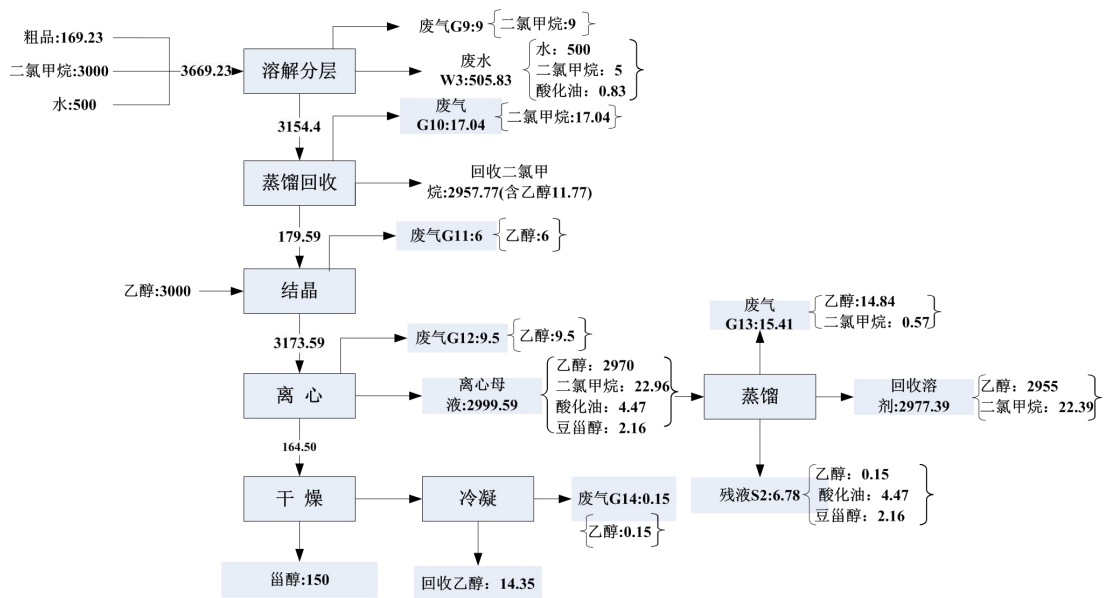 粗品:169.23
二氯甲烷:3000
水:500
3669.23
溶解分层
废气G9:9
二氯甲烷:9
废水
W3:505.83
水：500
二氯甲烷：5
酸化油：0.83
3154.4
废气
G10:17.04
二氯甲烷:17.04
蒸馏回收
回收二氯甲
烷:2957.77(含乙醇11.77)
179.59
废气G11:6
乙醇:6
乙醇:3000
结晶
3173.59
废气G12:9.5
乙醇:9.5
离 心
离心母
液:2999.59
乙醇：2970
二氯甲烷：22.96
酸化油：4.47
豆甾醇：2.16
废气
G13:15.41
乙醇:14.84
二氯甲烷：0.57
蒸馏
回收溶
剂:2977.39
乙醇：2955
二氯甲烷：22.39
残液S2:6.78
乙醇：0.15
酸化油：4.47
豆甾醇：2.16
164.50
干 燥
冷凝
废气G14:0.15
乙醇:0.15
甾醇:150
回收乙醇：14.35